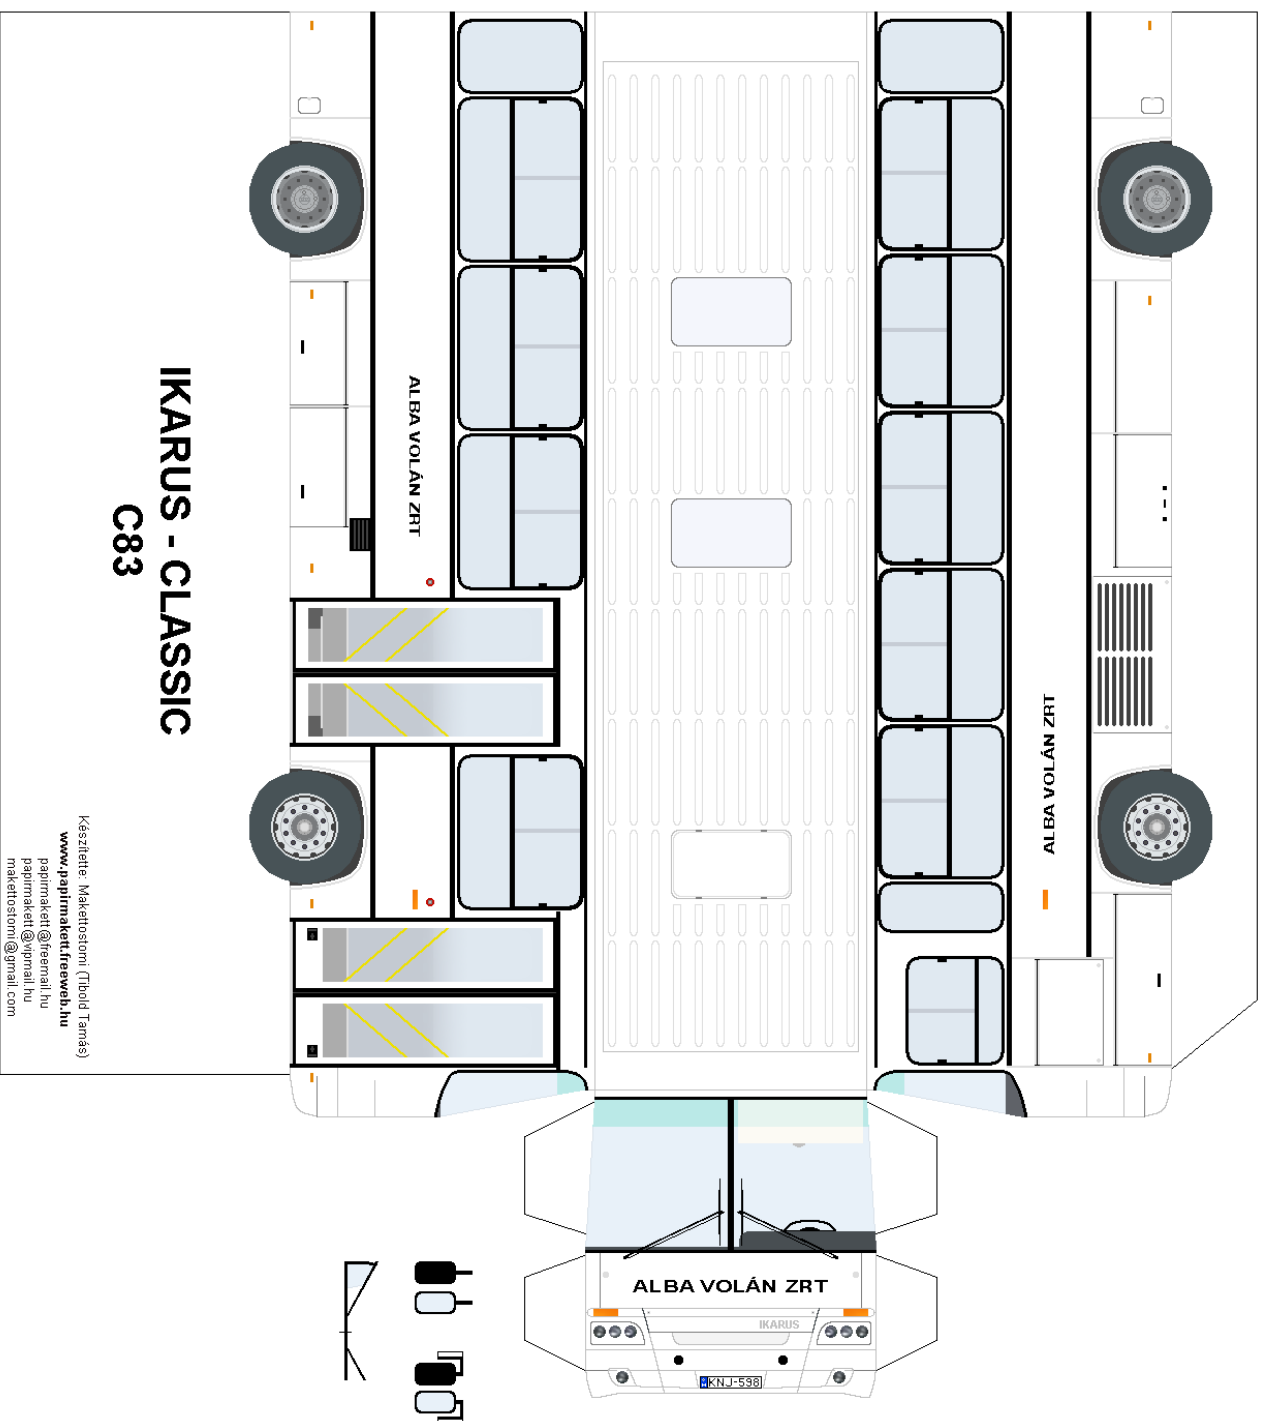 IKARUS - CLASSIC
C83
Készítette: Makettostomi (Tibold Tamás)
www.papirmakett.freeweb.hu
papirmakett@freemail.hu
papirmakett@vipmail.hu
makettostomi@gmail.com
ALBA VOLÁN ZRT
ALBA VOLÁN ZRT
ALBA VOLÁN ZRT
IKARUS
KNJ-598